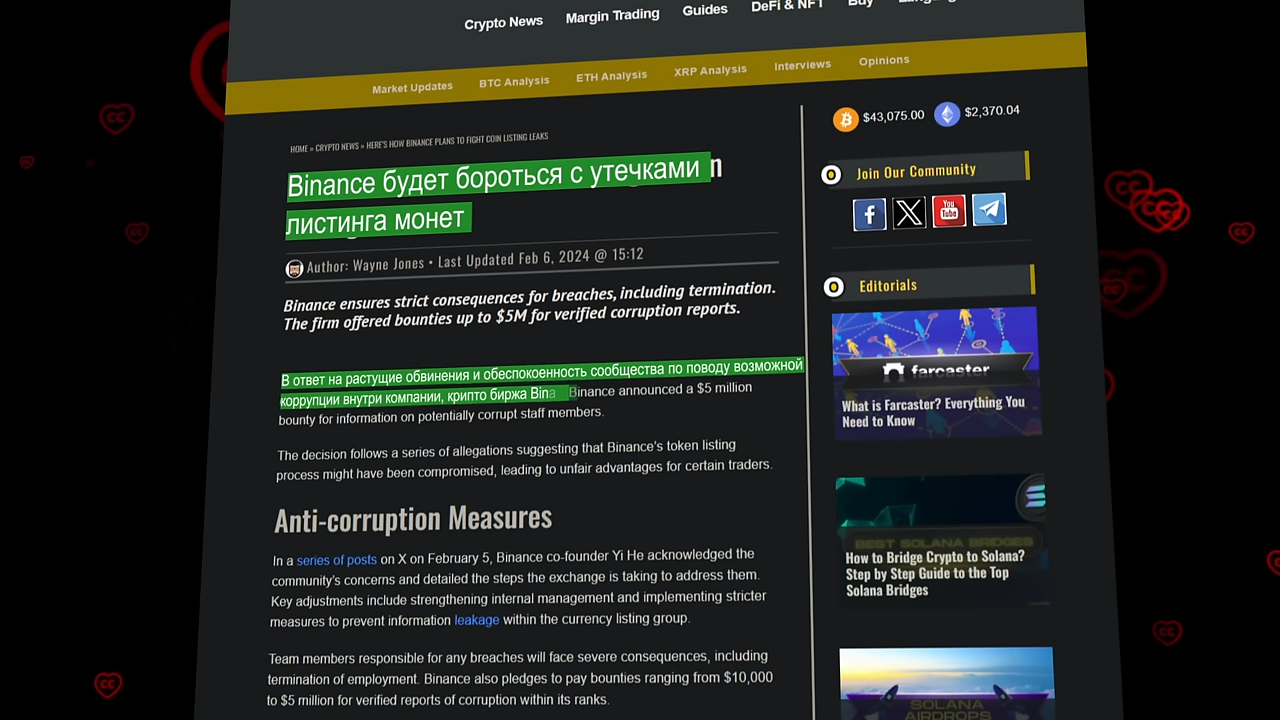 Crypto News Margin Trading Guides DeFi & NFT Buy
Market Updates BTC Analysis ETH Analysis XRP Analysis Interviews Opinions
HOME » CRYPTO NEWS » HERE'S HOW BINANCE PLANS TO FIGHT COIN LISTING LEAKS
Binance будет бороться с утечками
листинга монет
Author: Wayne Jones • Last Updated Feb 6, 2024 @ 15:12
Binance ensures strict consequences for breaches, including termination.
The firm offered bounties up to $5M for verified corruption reports.
В ответ на растущие обвинения и обеспокоенность сообщества по поводу возможной
коррупции внутри компании, крипто биржа Bina Binance announced a $5 million
bounty for information on potentially corrupt staff members.
The decision follows a series of allegations suggesting that Binance's token listing
process might have been compromised, leading to unfair advantages for certain traders.
Anti-corruption Measures
In a series of posts on X on February 5, Binance co-founder Yi He acknowledged the
community's concerns and detailed the steps the exchange is taking to address them.
Key adjustments include strengthening internal management and implementing stricter
measures to prevent information leakage within the currency listing group.
Team members responsible for any breaches will face severe consequences, including
termination of employment. Binance also pledges to pay bounties ranging from $10,000
to $5 million for verified reports of corruption within its ranks.
$43,075.00 $2,370.04
Join Our Community
You
Tube
Editorials
farcaster
What is Farcaster? Everything You
Need to Know
BEST SOLANA BRIDGES
How to Bridge Crypto to Solana?
Step by Step Guide to the Top
Solana Bridges
SOLANA
AIRDROPS